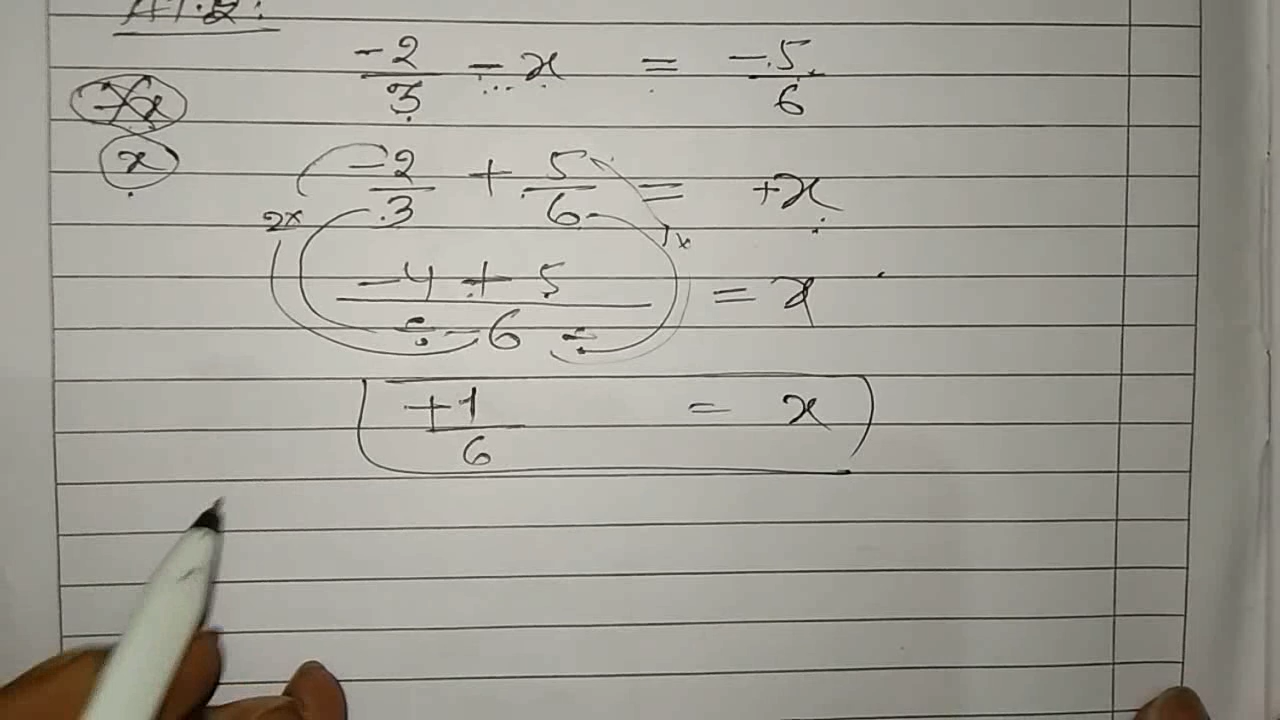 -2/3 - x = -5/6
-x
x
-2/3 + 5/6 = +x
2x
1x
-4 + 5 / 6 = x
+1/6 = x